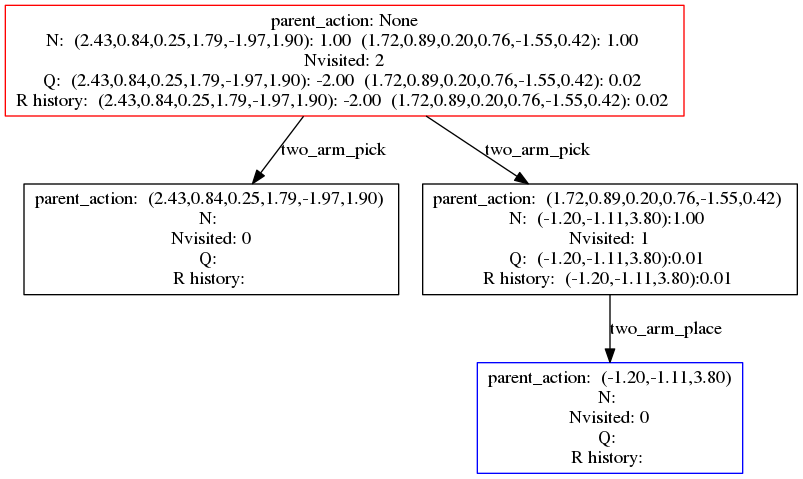 parent_action: None
N: (2.43,0.84,0.25,1.79,-1.97,1.90): 1.00 (1.72,0.89,0.20,0.76,-1.55,0.42): 1.00
Nvisited: 2
Q: (2.43,0.84,0.25,1.79,-1.97,1.90): -2.00 (1.72,0.89,0.20,0.76,-1.55,0.42): 0.02
R history: (2.43,0.84,0.25,1.79,-1.97,1.90): -2.00 (1.72,0.89,0.20,0.76,-1.55,0.42): 0.02
two_arm_pick
two_arm_pick
parent_action: (2.43,0.84,0.25,1.79,-1.97,1.90)
N:
Nvisited: 0
Q:
R history:
parent_action: (1.72,0.89,0.20,0.76,-1.55,0.42)
N: (-1.20,-1.11,3.80):1.00
Nvisited: 1
Q: (-1.20,-1.11,3.80):0.01
R history: (-1.20,-1.11,3.80):0.01
two_arm_place
parent_action: (-1.20,-1.11,3.80)
N:
Nvisited: 0
Q:
R history: